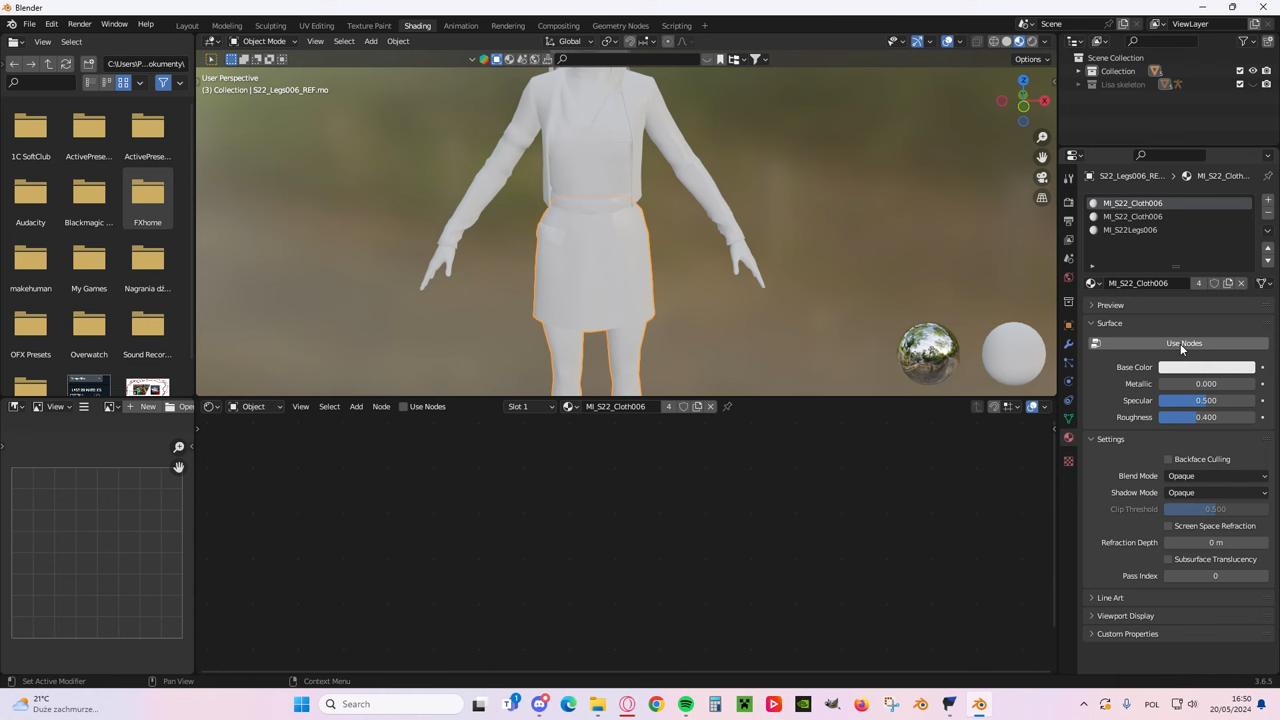 Blender
File Edit Render Window Help Layout Modeling Sculpting UV Editing Texture Paint Shading Animation Rendering Compositing Geometry Nodes Scripting + Scene ViewLayer
View Select Object Mode View Select Add Object Global
C:\Users\P... okumenty\
Options
User Perspective
(3) Collection | S22_Legs006_REF.mo
X
Scene Collection
Collection
Lisa skeleton
1C SoftClub ActivePrese... ActivePrese...
Audacity Blackmagic ... FXhome
makehuman My Games Nagrania dź...
OFX Presets Overwatch Sound Recor...
S22_Legs006_RE... > MI_S22_Cloth...
MI_S22_Cloth006
MI_S22_Cloth006
MI_S22Legs006
MI_S22_Cloth006 4
Preview
Surface
Use Nodes
Base Color
Metallic 0.000
Specular 0.500
Roughness 0.400
Settings
Backface Culling
Blend Mode Opaque
Shadow Mode Opaque
Clip Threshold 0.500
Screen Space Refraction
Refraction Depth 0 m
Subsurface Translucency
Pass Index 0
Line Art
Viewport Display
Custom Properties
View + New Open
Object View Select Add Node Use Nodes Slot 1 MI_S22_Cloth006 4
Set Active Modifier Pan View Context Menu 3.6.5
21°C
Duże zachmurze...
Search
POL
16:50
20/05/2024